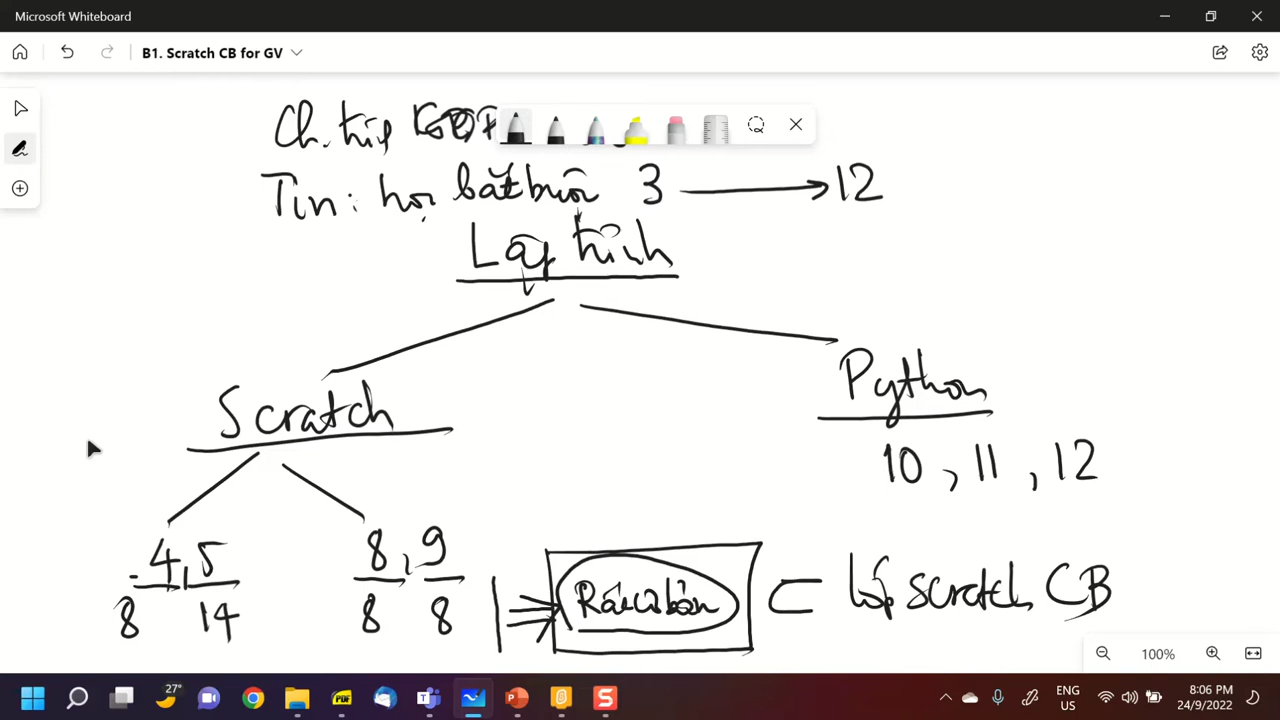 Microsoft Whiteboard
B1. Scratch CB for GV
Ch. trình
Tin: học bắt buộc 3 → 12
Lập trình
Scratch
Python
10, 11, 12
4, 5
8, 9
8 14
8 8
Rất cơ bản ⊂ lớp scratch CB
100%
27°
ENG
US
8:06 PM
24/9/2022